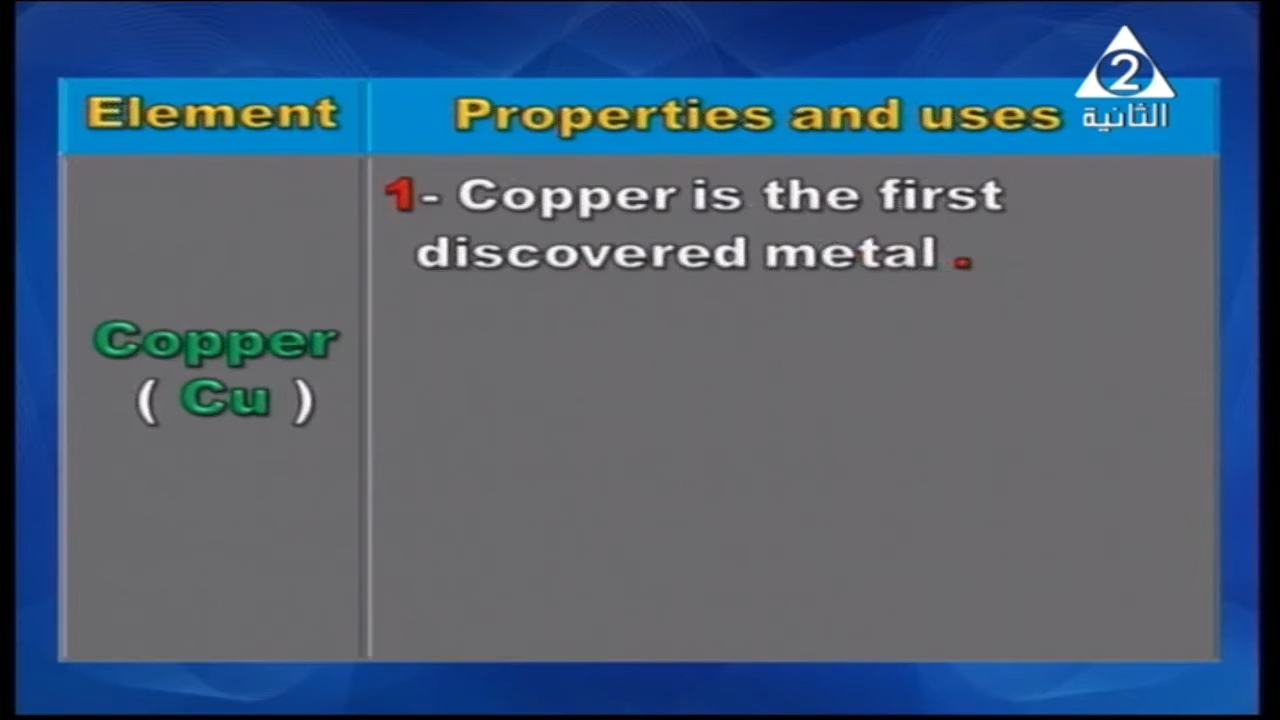 2
الثانية
Element
Properties and uses
1- Copper is the first
discovered metal .
Copper
( Cu )